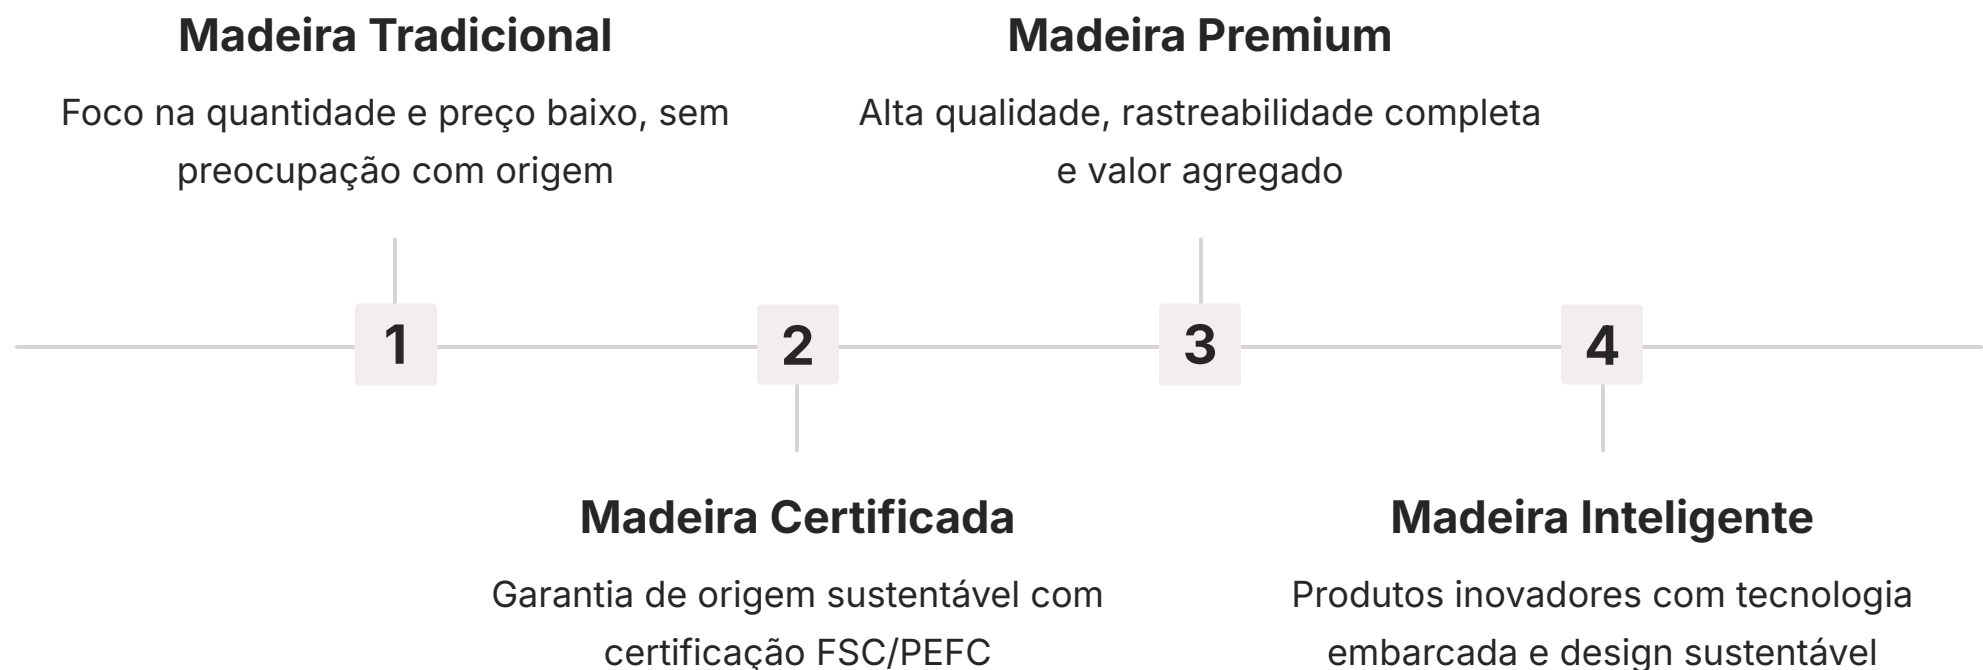 Madeira Tradicional
Foco na quantidade e preço baixo, sem
preocupação com origem
Madeira Premium
Alta qualidade, rastreabilidade completa
e valor agregado
1
2
3
4
Madeira Certificada
Garantia de origem sustentável com
certificação FSC/PEFC
Madeira Inteligente
Produtos inovadores com tecnologia
embarcada e design sustentável